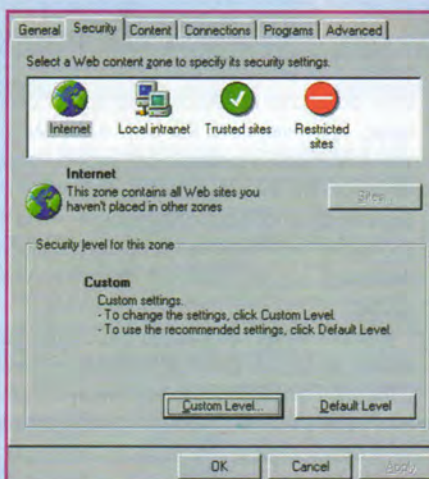 General Security Content Connections Programs Advanced
Select a Web content zone to specify its security settings.
Internet Local intranet Trusted sites Restricted
sites
Internet
This zone contains all Web sites you
haven't placed in other zones
Sites...
Security level for this zone
Custom
Custom settings.
- To change the settings, click Custom Level.
- To use the recommended settings, click Default Level.
Custom Level... Default Level
OK Cancel Apply